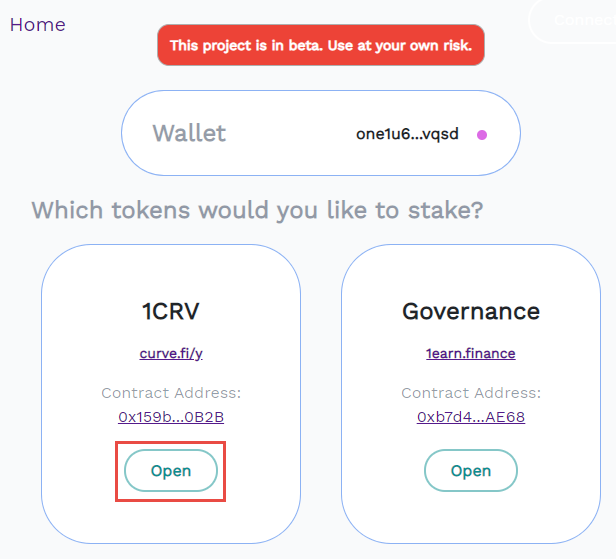 Home
This project is in beta. Use at your own risk.
Wallet
one1u6...vqsd
Which tokens would you like to stake?
1CRV
curve.fi/y
Contract Address:
0x159b...0B2B
Open
Governance
1earn.finance
Contract Address:
0xb7d4...AE68
Open